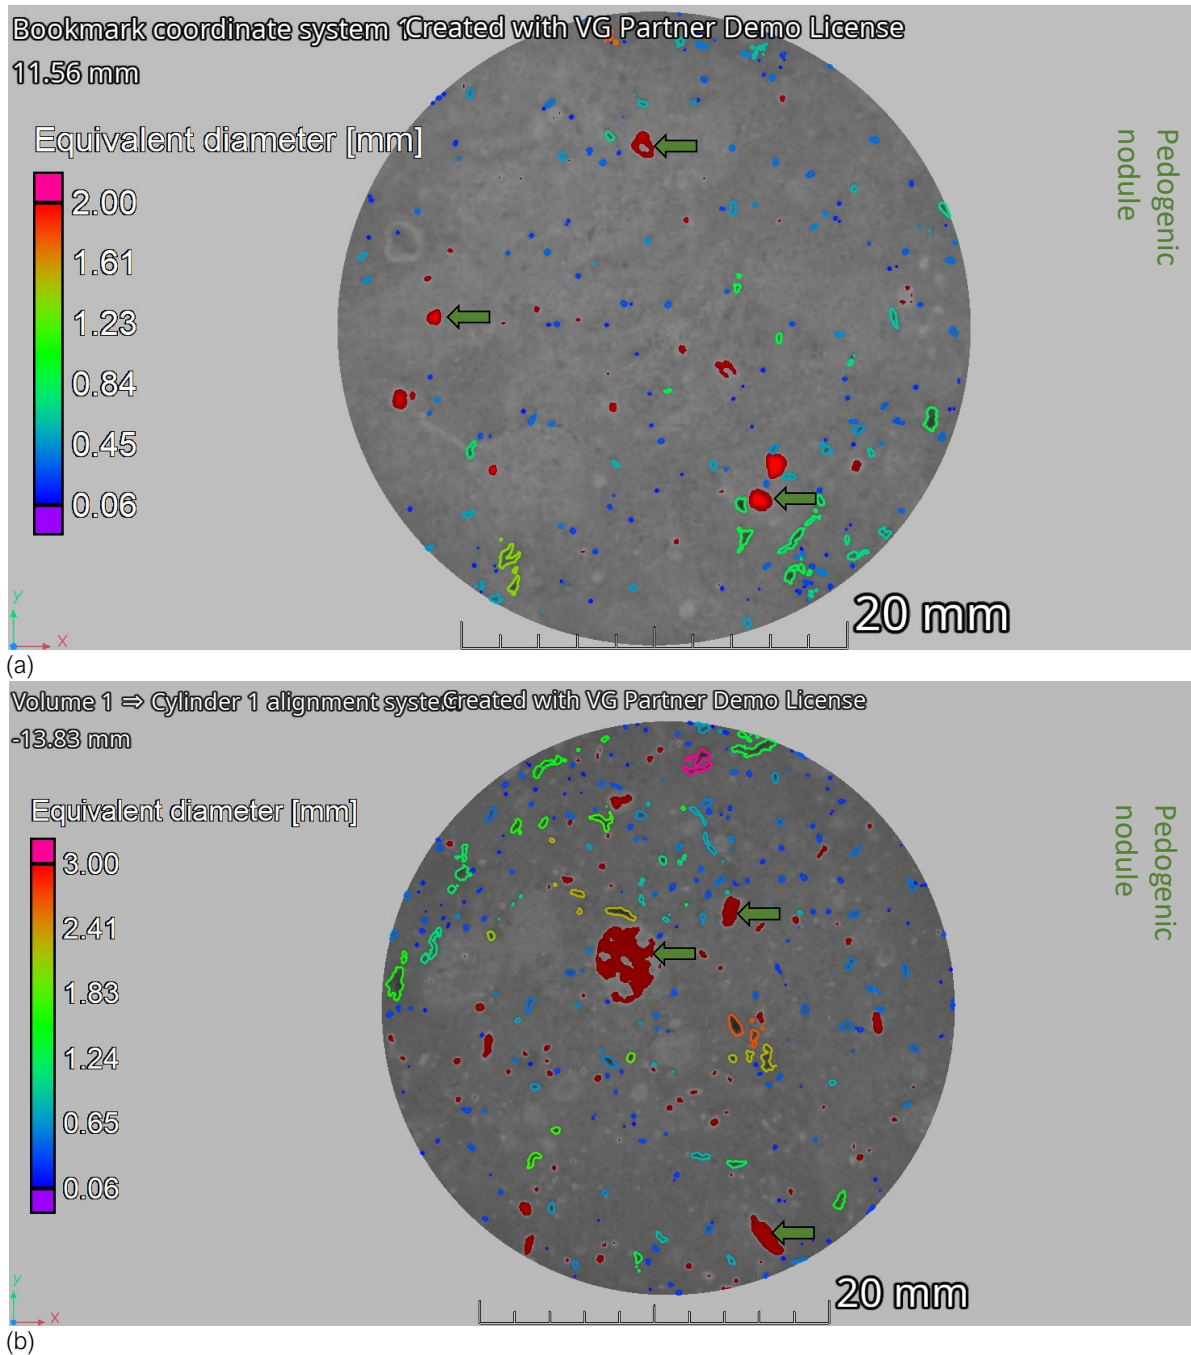 Bookmark coordinate system 1Created with VG Partner Demo License
11.56 mm
Equivalent diameter [mm]
2.00
1.61
1.23
0.84
0.45
0.06
Pedogenic
nodule
y
x
20 mm
(a)
Volume 1 ⇒ Cylinder 1 alignment system Created with VG Partner Demo License
-13.83 mm
Equivalent diameter [mm]
3.00
2.41
1.83
1.24
0.65
0.06
Pedogenic
nodule
y
x
20 mm
(b)